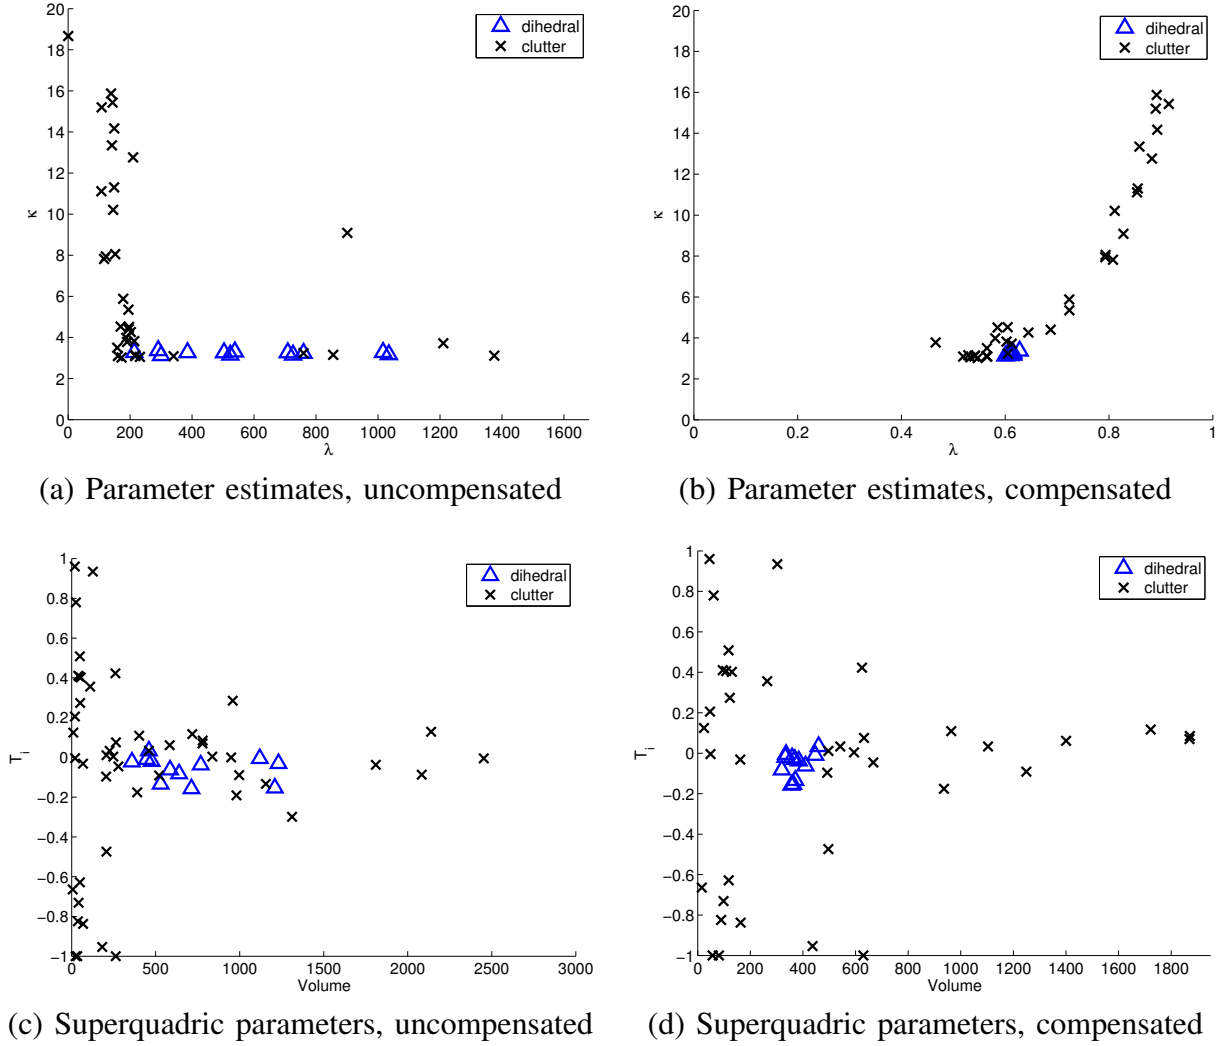 20
18
16
14
12
10
8
6
4
2
0
κ
dihedral
clutter
0 200 400 600 800 1000 1200 1400 1600
λ
(a) Parameter estimates, uncompensated
20
18
16
14
12
10
8
6
4
2
0
κ
dihedral
clutter
0 0.2 0.4 0.6 0.8 1
λ
(b) Parameter estimates, compensated
1
0.8
0.6
0.4
0.2
0
−0.2
−0.4
−0.6
−0.8
−1
T_i
dihedral
clutter
0 500 1000 1500 2000 2500 3000
Volume
(c) Superquadric parameters, uncompensated
1
0.8
0.6
0.4
0.2
0
−0.2
−0.4
−0.6
−0.8
−1
T_i
dihedral
clutter
0 200 400 600 800 1000 1200 1400 1600 1800
Volume
(d) Superquadric parameters, compensated